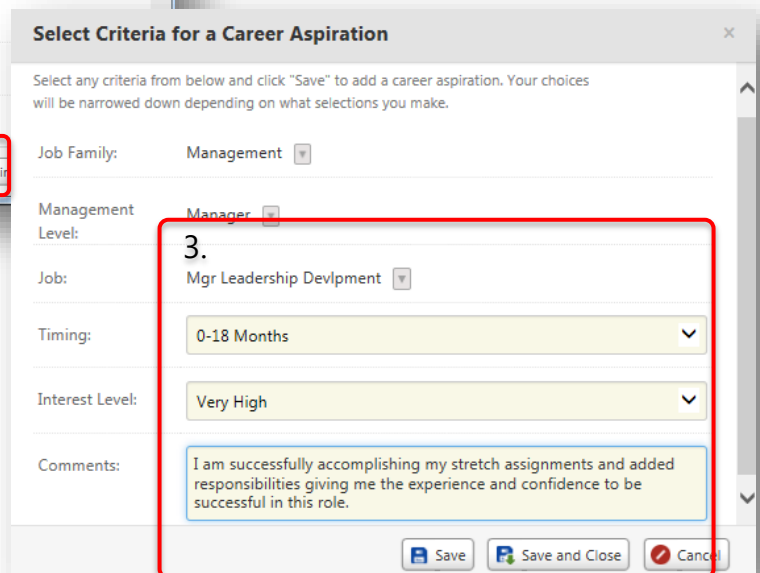 Select Criteria for a Career Aspiration
Select any criteria from below and click "Save" to add a career aspiration. Your choices
will be narrowed down depending on what selections you make.
Job Family: Management
Management Level: Manager
3.
Job: Mgr Leadership Devlpment
Timing: 0-18 Months
Interest Level: Very High
Comments: I am successfully accomplishing my stretch assignments and added
responsibilities giving me the experience and confidence to be
successful in this role.
Save Save and Close Cancel